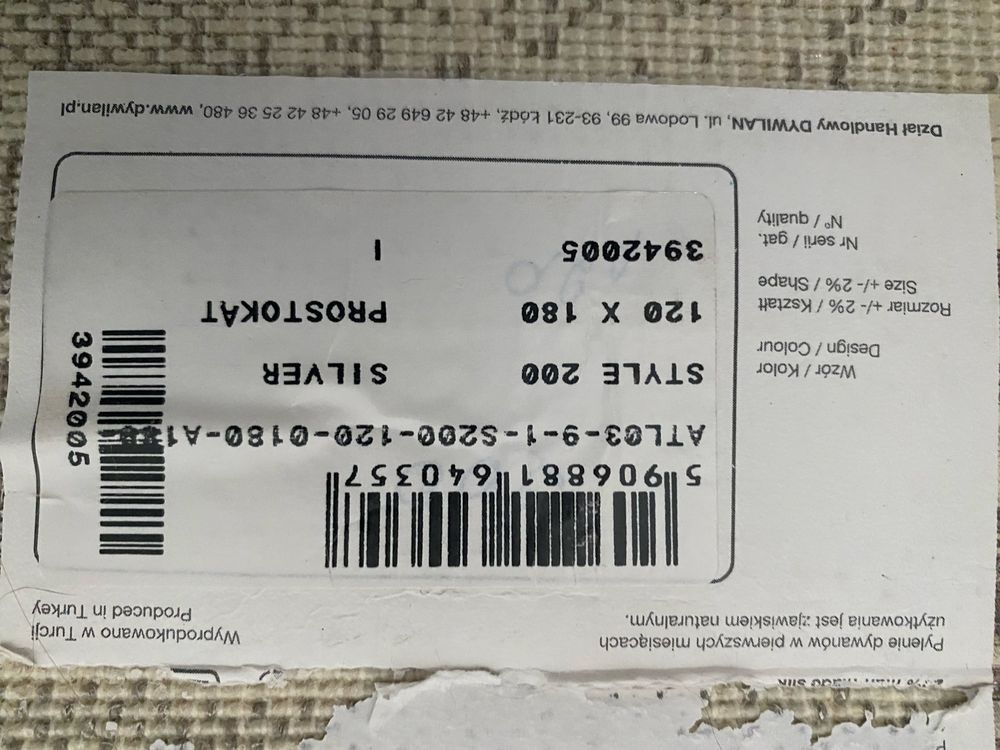 Pylenie dywanów w pierwszych miesiącach
użytkowania jest zjawiskiem naturalnym.
Wyprodukowano w Turcji
Produced in Turkey
5 906881 640357
ATL03-9-1-S200-120-0180-A1
Wzór / Kolor
Design / Colour
STYLE 200 SILVER
Rozmiar +/- 2% / Kształt
Size +/- 2% / Shape
120 X 180 PROSTOKĄT
Nr serii / gat.
Nº / quality
3942005 I
3942005
Dział Handlowy DYWILAN, ul. Lodowa 99, 93-231 Łódź, +48 42 649 29 05, +48 42 25 36 480, www.dywilan.pl